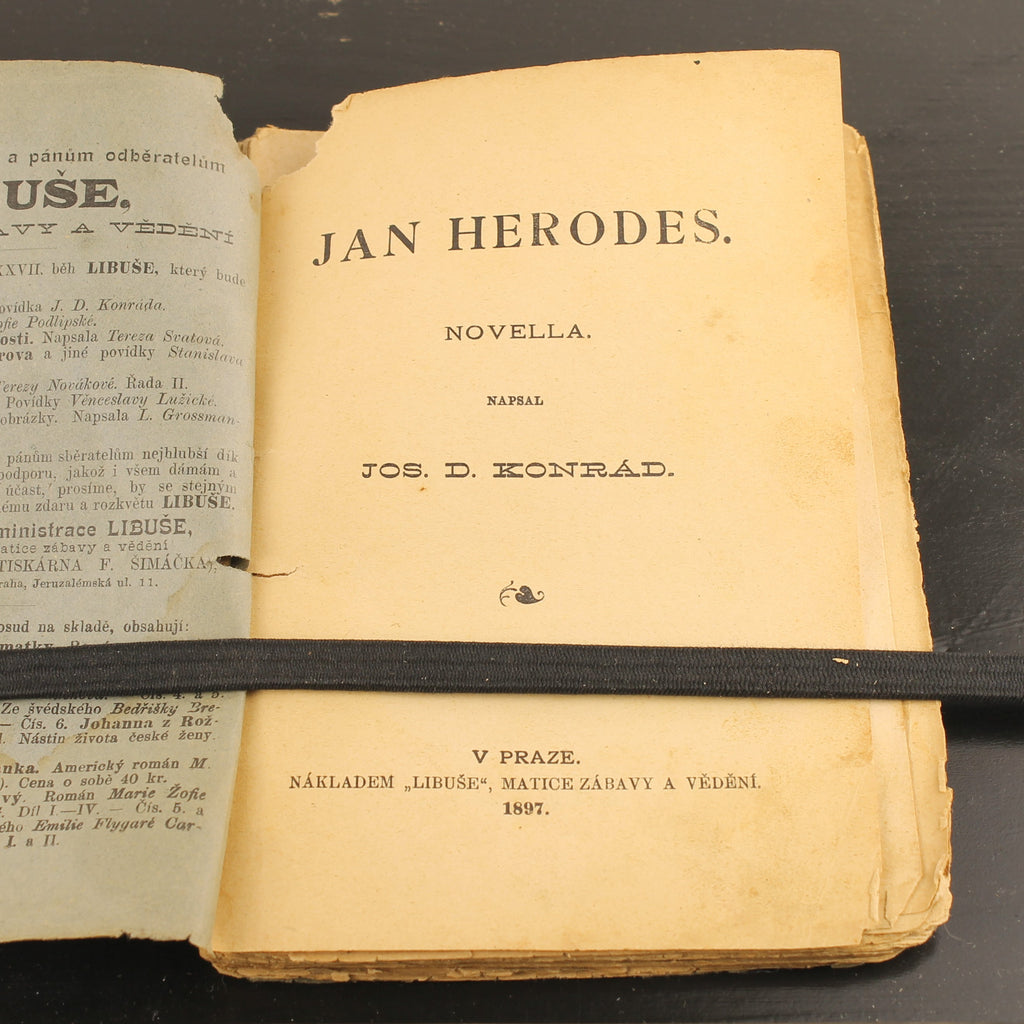 a pánům odběratelům
UŠE,
AVY A VĚDĚNÍ
XXVII. běh LIBUŠE, který bude
ovídka J. D. Konráda.
ofie Podlipské.
osti. Napsala Tereza Svatová.
rova a jiné povídky Stanislava
Terezy Novákové. Řada II.
Povídky Věnceslavy Lužické.
obrázky. Napsala L. Grossman.
pánům sběratelům nejhlubší dík
podporu, jakož i všem dámám a
účast, prosíme, by se stejným
ému zdaru a rozkvětu LIBUŠE.
ministrace LIBUŠE,
atice zábavy a vědění
TISKÁRNA F. ŠIMÁČKA),
raha, Jeruzalémská ul. 11.
osud na skladě, obsahují:
Čís. 4. a 5.
Ze švédského Bedřišky Bre-
— Čís. 6. Johanna z Rož-
l. Nástin života české ženy.
nka. Americký román M.
). Cena o sobě 40 kr.
vý. Román Marie Žofie
Díl I.—IV. — Čís. 5. a
ého Emilie Flygaré Car-
I. a II.
JAN HERODES.
NOVELLA.
NAPSAL
JOS. D. KONRÁD.
V PRAZE.
NÁKLADEM „LIBUŠE“, MATICE ZÁBAVY A VĚDĚNÍ.
1897.